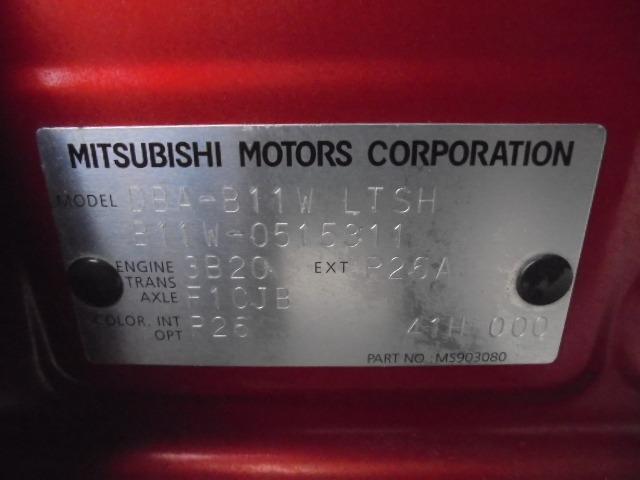 MITSUBISHI MOTORS CORPORATION
MODEL DBA-B11W LTSH
B11W-0515311
ENGINE 3B20 EXT P26A
TRANS AXLE F1CJB
COLOR, INT OPT P26 41H 000
PART NO.: MS903080